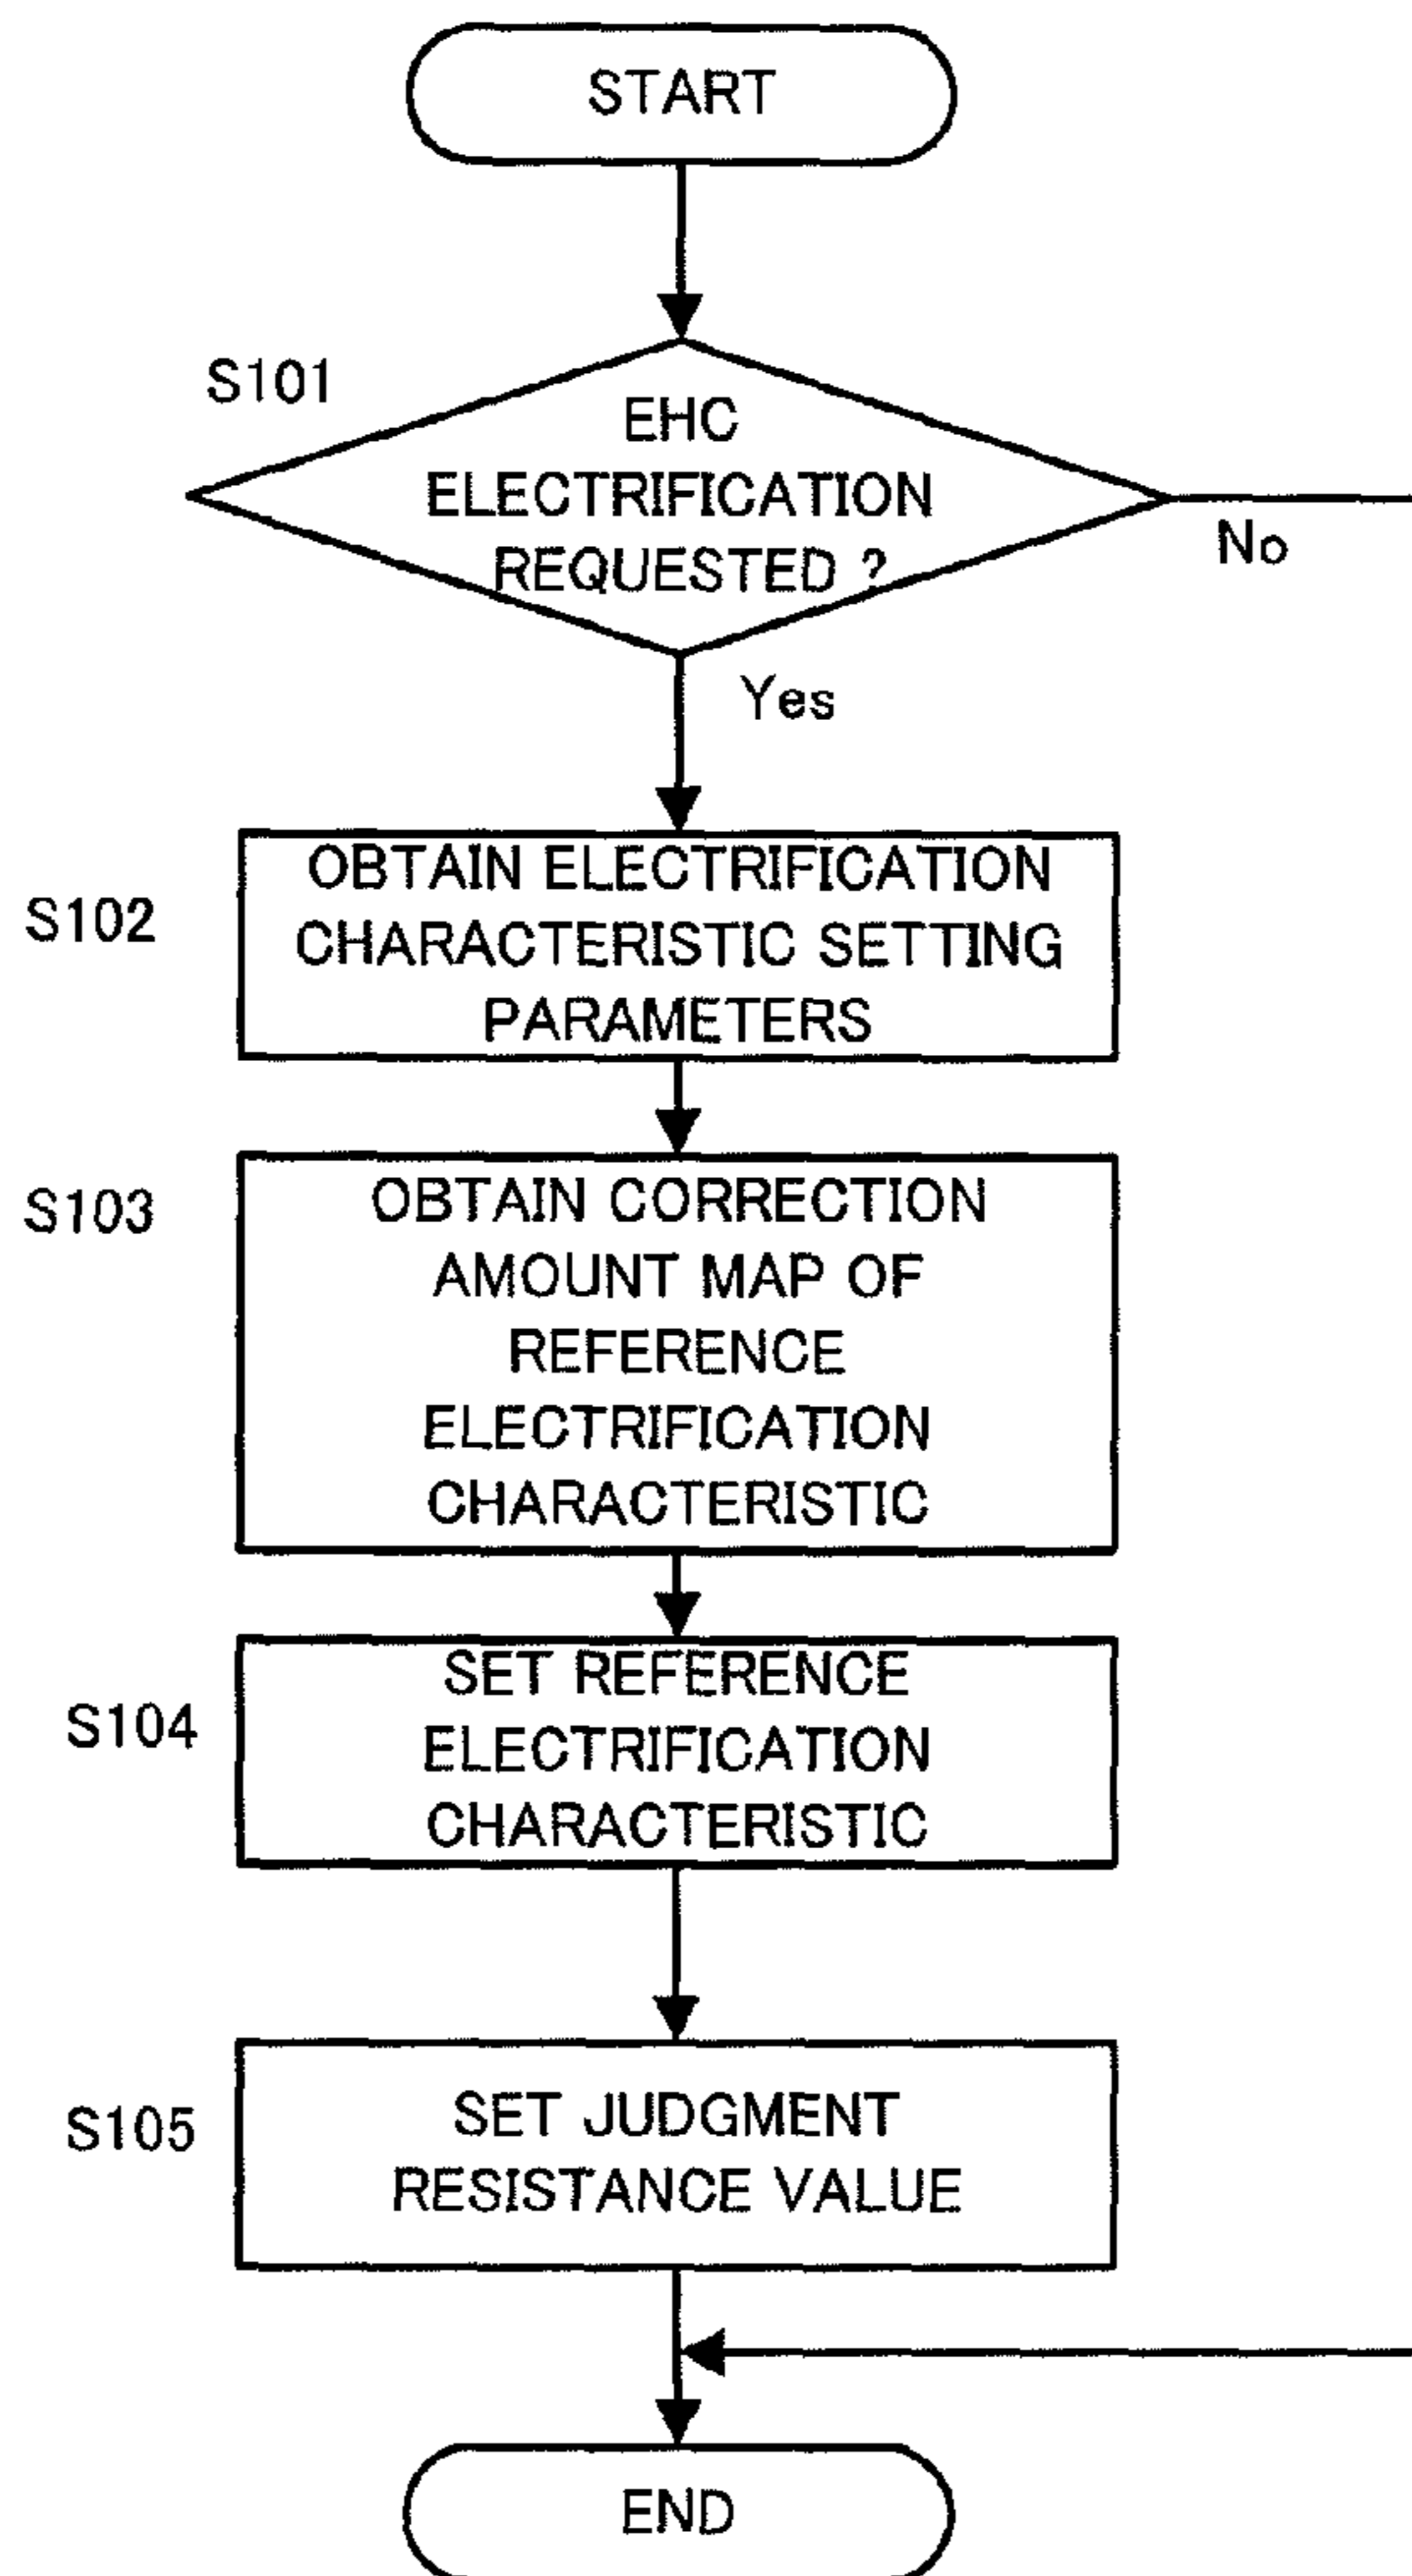 START
S101
EHC
ELECTRIFICATION
REQUESTED ?
No
Yes
S102
OBTAIN ELECTRIFICATION
CHARACTERISTIC SETTING
PARAMETERS
S103
OBTAIN CORRECTION
AMOUNT MAP OF
REFERENCE
ELECTRIFICATION
CHARACTERISTIC
S104
SET REFERENCE
ELECTRIFICATION
CHARACTERISTIC
S105
SET JUDGMENT
RESISTANCE VALUE
END